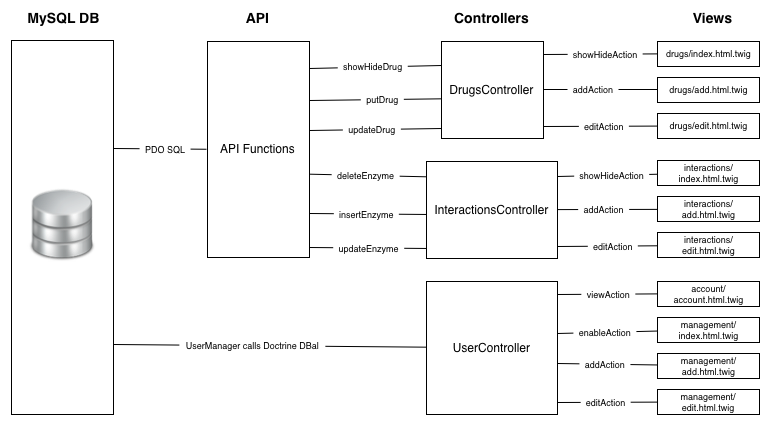 MySQL DB
API
Controllers
Views
showHideDrug
putDrug
updateDrug
DrugsController
showHideAction
addAction
editAction
drugs/index.html.twig
drugs/add.html.twig
drugs/edit.html.twig
PDO SQL
API Functions
deleteEnzyme
insertEnzyme
updateEnzyme
InteractionsController
showHideAction
addAction
editAction
interactions/
index.html.twig
interactions/
add.html.twig
interactions/
edit.html.twig
UserManager calls Doctrine DBal
UserController
viewAction
enableAction
addAction
editAction
account/
account.html.twig
management/
index.html.twig
management/
add.html.twig
management/
edit.html.twig